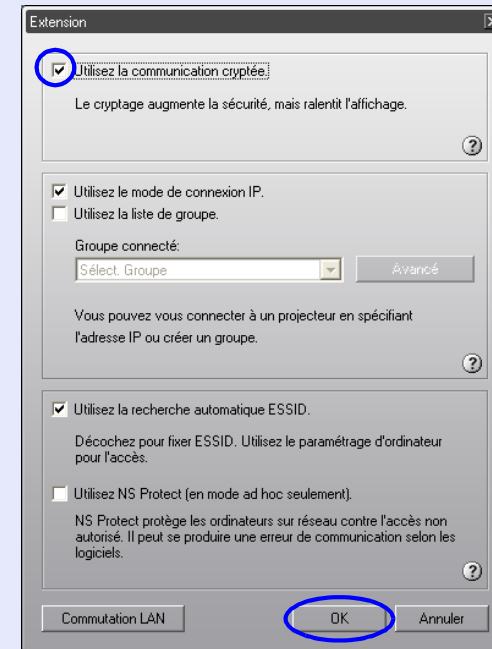 Extension
Utilisez la communication cryptée.
Le cryptage augmente la sécurité, mais ralentit l'affichage.
?
Utilisez le mode de connexion IP.
Utilisez la liste de groupe.
Groupe connecté:
Sélect. Groupe
Avancé
Vous pouvez vous connecter à un projecteur en spécifiant
l'adresse IP ou créer un groupe.
?
Utilisez la recherche automatique ESSID.
Décochez pour fixer ESSID. Utilisez le paramétrage d'ordinateur
pour l'accès.
Utilisez NS Protect (en mode ad hoc seulement).
NS Protect protège les ordinateurs sur réseau contre l'accès non
autorisé. Il peut se produire une erreur de communication selon les
logiciels.
?
Commutation LAN
OK
Annuler